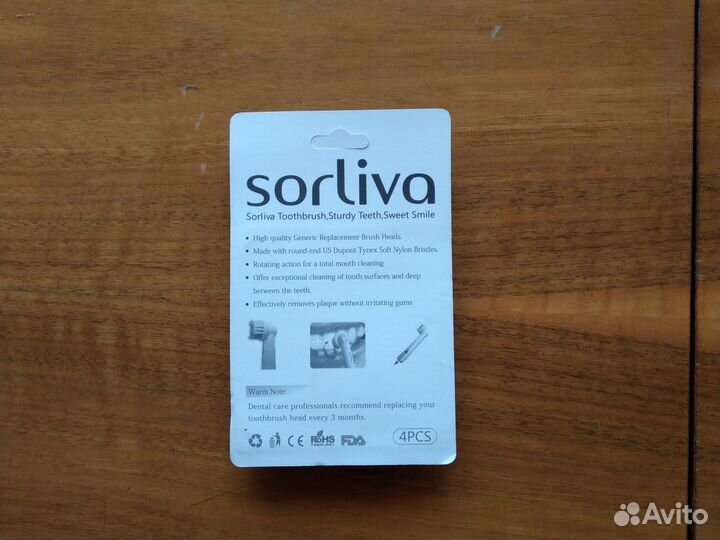 sorliva
Sorliva Toothbrush,Sturdy Teeth,Sweet Smile
• High quality Generic Replacement Brush Heads.
• Made with round-end US Dupont Tynex Soft Nylon Bristles.
• Rotating action for a total mouth cleaning
• Offer exceptional cleaning of tooth surfaces and deep
between the teeth.
• Effectively removes plaque without irritating gums.
Warm Note:
Dental care professionals recommend replacing your
toothbrush head every 3 months.
CE RoHS COMPLIANT FDA 4PCS
Avito